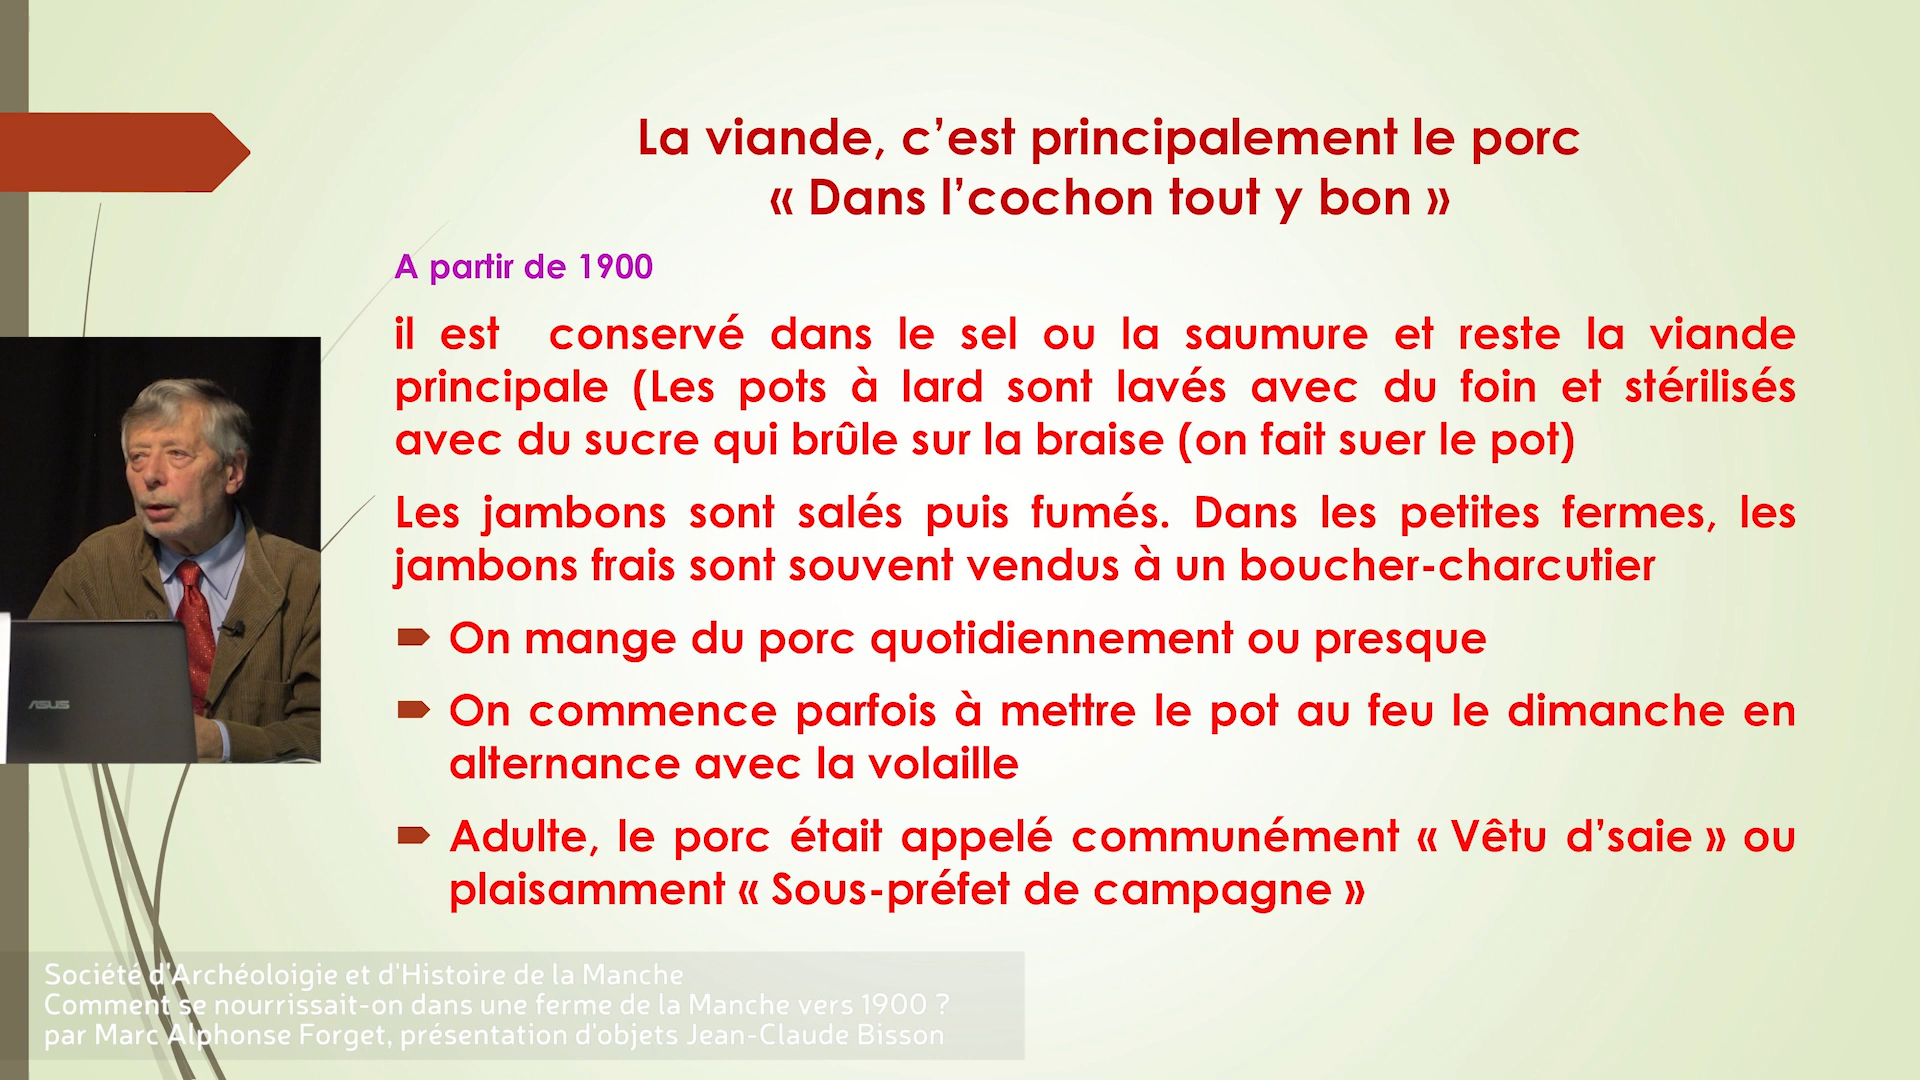 La viande, c’est principalement le porc
« Dans l’cochon tout y bon »
A partir de 1900
il est conservé dans le sel ou la saumure et reste la viande
principale (Les pots à lard sont lavés avec du foin et stérilisés
avec du sucre qui brûle sur la braise (on fait suer le pot)
Les jambons sont salés puis fumés. Dans les petites fermes, les
jambons frais sont souvent vendus à un boucher-charcutier
On mange du porc quotidiennement ou presque
On commence parfois à mettre le pot au feu le dimanche en
alternance avec la volaille
Adulte, le porc était appelé communément « Vêtu d’saie » ou
plaisamment « Sous-préfet de campagne »
ASUS
Société d'Archéoloigie et d'Histoire de la Manche
Comment se nourrissait-on dans une ferme de la Manche vers 1900 ?
par Marc Alphonse Forget, présentation d'objets Jean-Claude Bisson